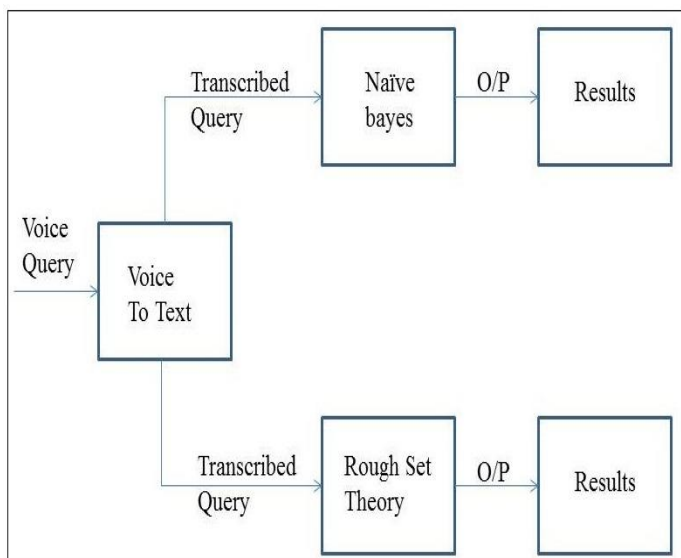 Transcribed
Query
Naïve
bayes
O/P
Results
Voice
Query
Voice
To Text
Transcribed
Query
Rough Set
Theory
O/P
Results